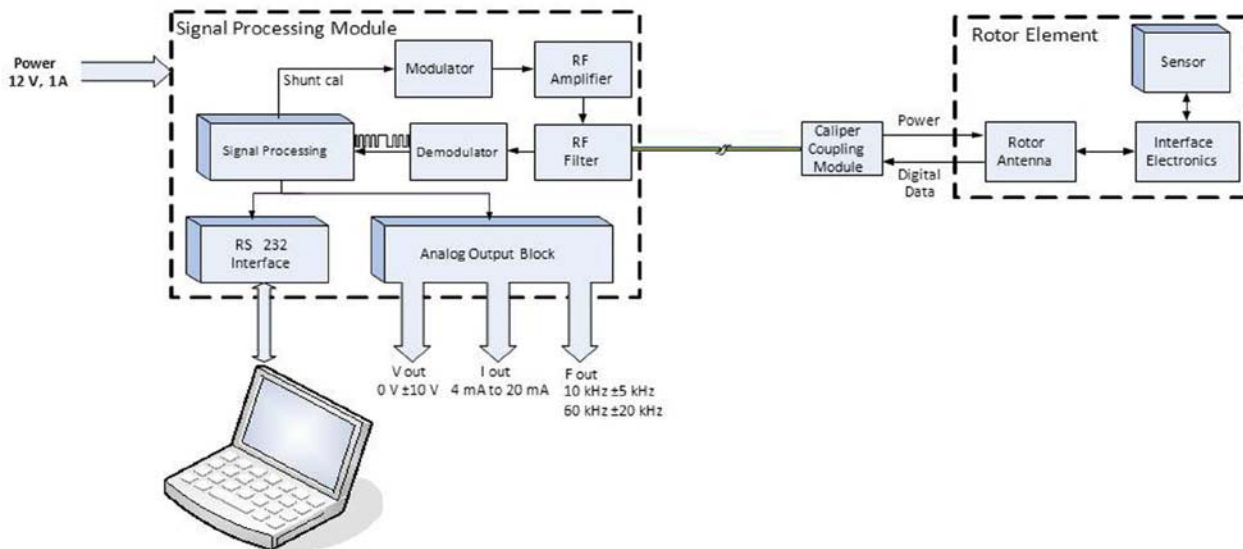 Signal Processing Module
Power
12 V, 1A
Shunt cal
Modulator
RF
Amplifier
Signal Processing
Demodulator
RF
Filter
RS 232
Interface
Analog Output Block
V out
0 V ±10 V
I out
4 mA to 20 mA
F out
10 kHz ±5 kHz
60 kHz ±20 kHz
Caliper
Coupling
Module
Power
Digital
Data
Rotor Element
Sensor
Rotor
Antenna
Interface
Electronics